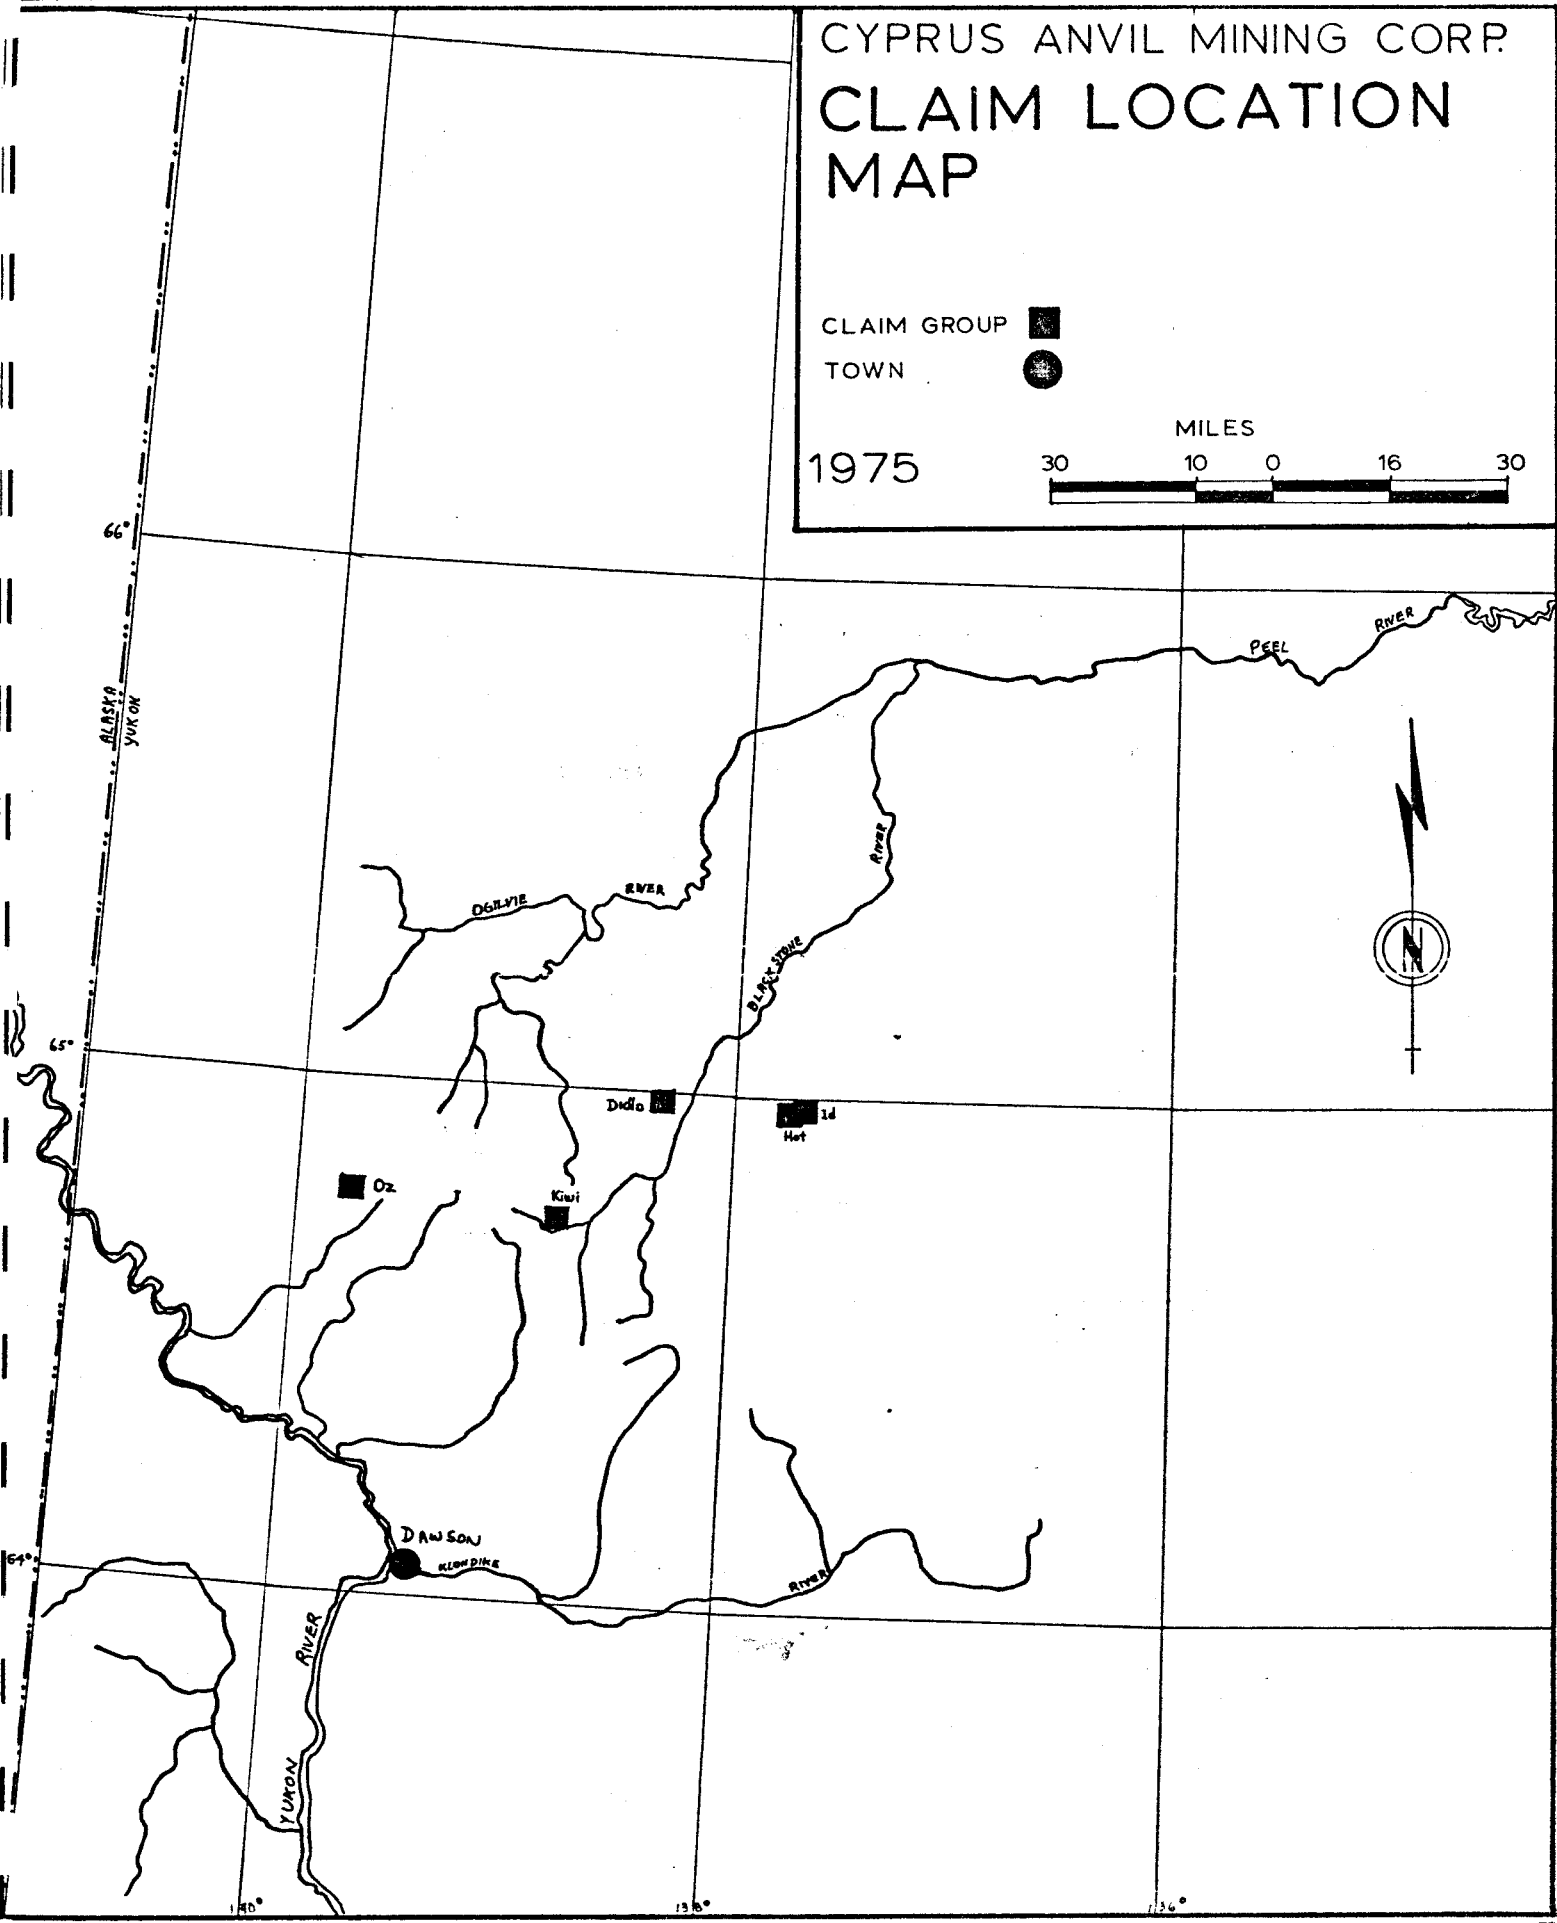 CYPRUS ANVIL MINING CORP.
CLAIM LOCATION
MAP
CLAIM GROUP
TOWN
MILES
1975
30 10 0 16 30
66°
ALASKA
YUKON
PEEL RIVER
OGILVIE RIVER
RIVER
BLACKSTONE
65°
Didlo
Id
Hot
Oz
Kiwi
DAWSON
KLONDIKE
RIVER
64°
RIVER
YUKON
140° 138° 136°
N